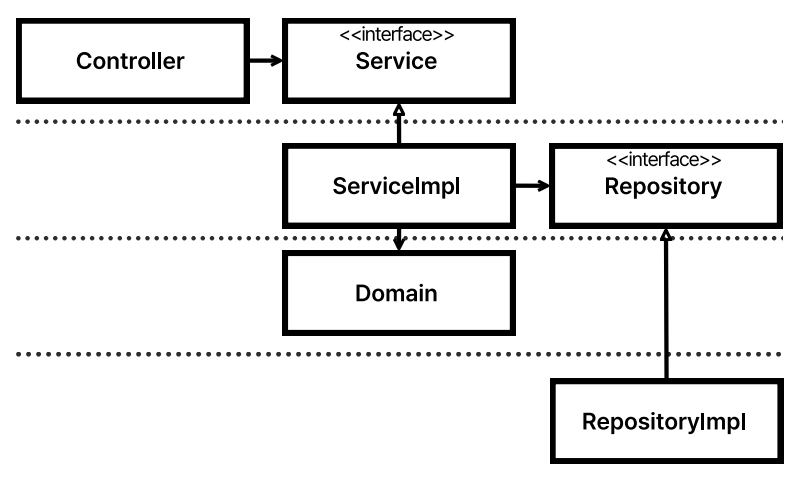 Controller
<<interface>>
Service
ServiceImpl
<<interface>>
Repository
Domain
RepositoryImpl